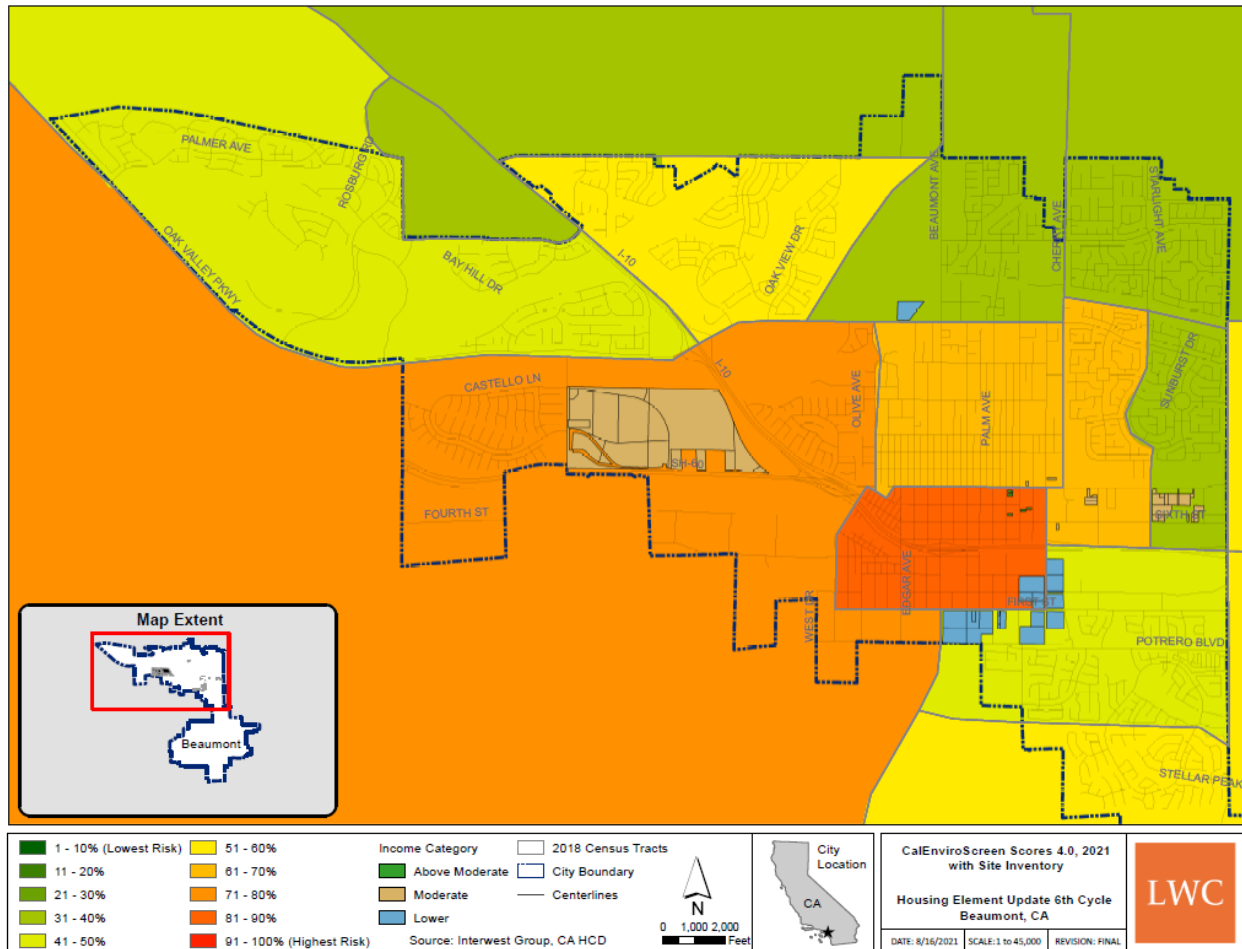 PALMER AVE
ROSBURG RD
OAK VALLEY PKWY
BAY HILL DR
I-10
OAK VIEW DR
BEAUMONT AVE
CHERRY AVE
STARLIGHT AVE
CASTELLO LN
I-10
OLIVE AVE
PALM AVE
SUNBURST DR
SH-60
FOURTH ST
SIXTH ST
EDGAR AVE
FIRST ST
WEST DR
POTRERO BLVD
STELLAR PEAK
Map Extent
Beaumont
1 - 10% (Lowest Risk)
11 - 20%
21 - 30%
31 - 40%
41 - 50%
51 - 60%
61 - 70%
71 - 80%
81 - 90%
91 - 100% (Highest Risk)
Income Category
Above Moderate
Moderate
Lower
2018 Census Tracts
City Boundary
Centerlines
Source: Interwest Group, CA HCD
N
0 1,000 2,000
Feet
City
Location
CA
CalEnviroScreen Scores 4.0, 2021
with Site Inventory
Housing Element Update 6th Cycle
Beaumont, CA
DATE: 8/16/2021
SCALE:1 to 45,000
REVISION: FINAL
LWC